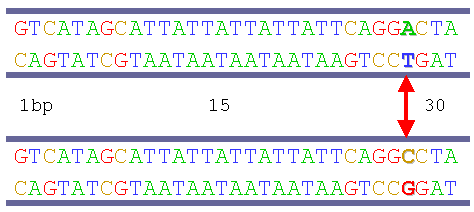 GTCATAGCATTATTATTATTATTCAGGACTA
CAGTATCGTAATAATAATAATAAGTCCTGAT
1bp 15 30
GTCATAGCATTATTATTATTATTCAGGCCTA
CAGTATCGTAATAATAATAATAAGTCCGGAT